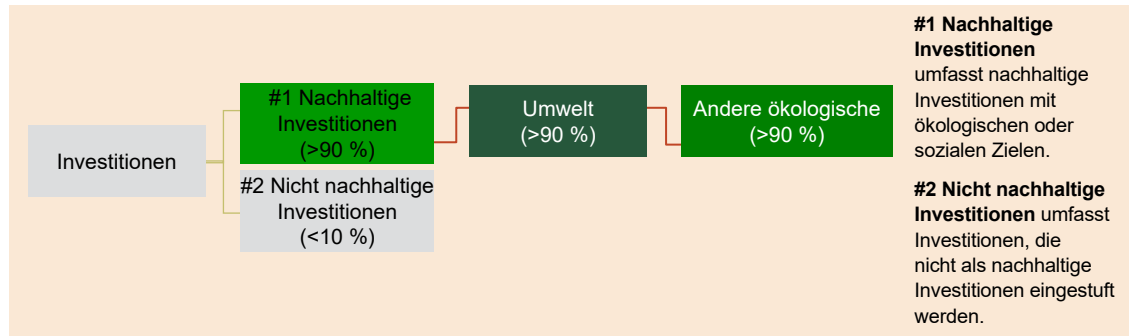 Investitionen
#1 Nachhaltige
Investitionen
(>90 %)
#2 Nicht nachhaltige
Investitionen
(<10 %)
Umwelt
(>90 %)
Andere ökologische
(>90 %)
#1 Nachhaltige
Investitionen
umfasst nachhaltige
Investitionen mit
ökologischen oder
sozialen Zielen.
#2 Nicht nachhaltige
Investitionen umfasst
Investitionen, die
nicht als nachhaltige
Investitionen eingestuft
werden.